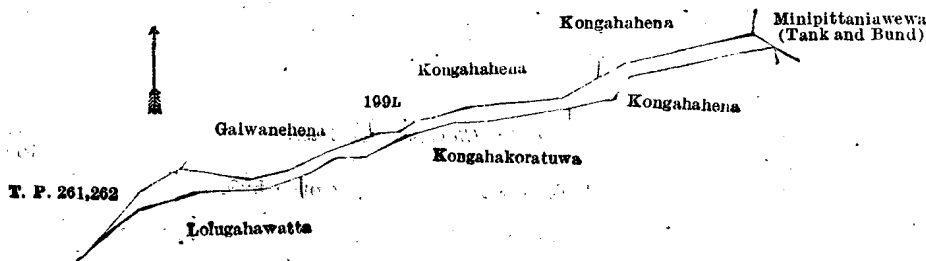 Kongahahena
Minipittaniawewa
(Tank and Bund)
Kongahahena
199L
Kongahahena
Galwanehena
Kongahakoratuwa
T. P. 261,262
Lolugahawatta